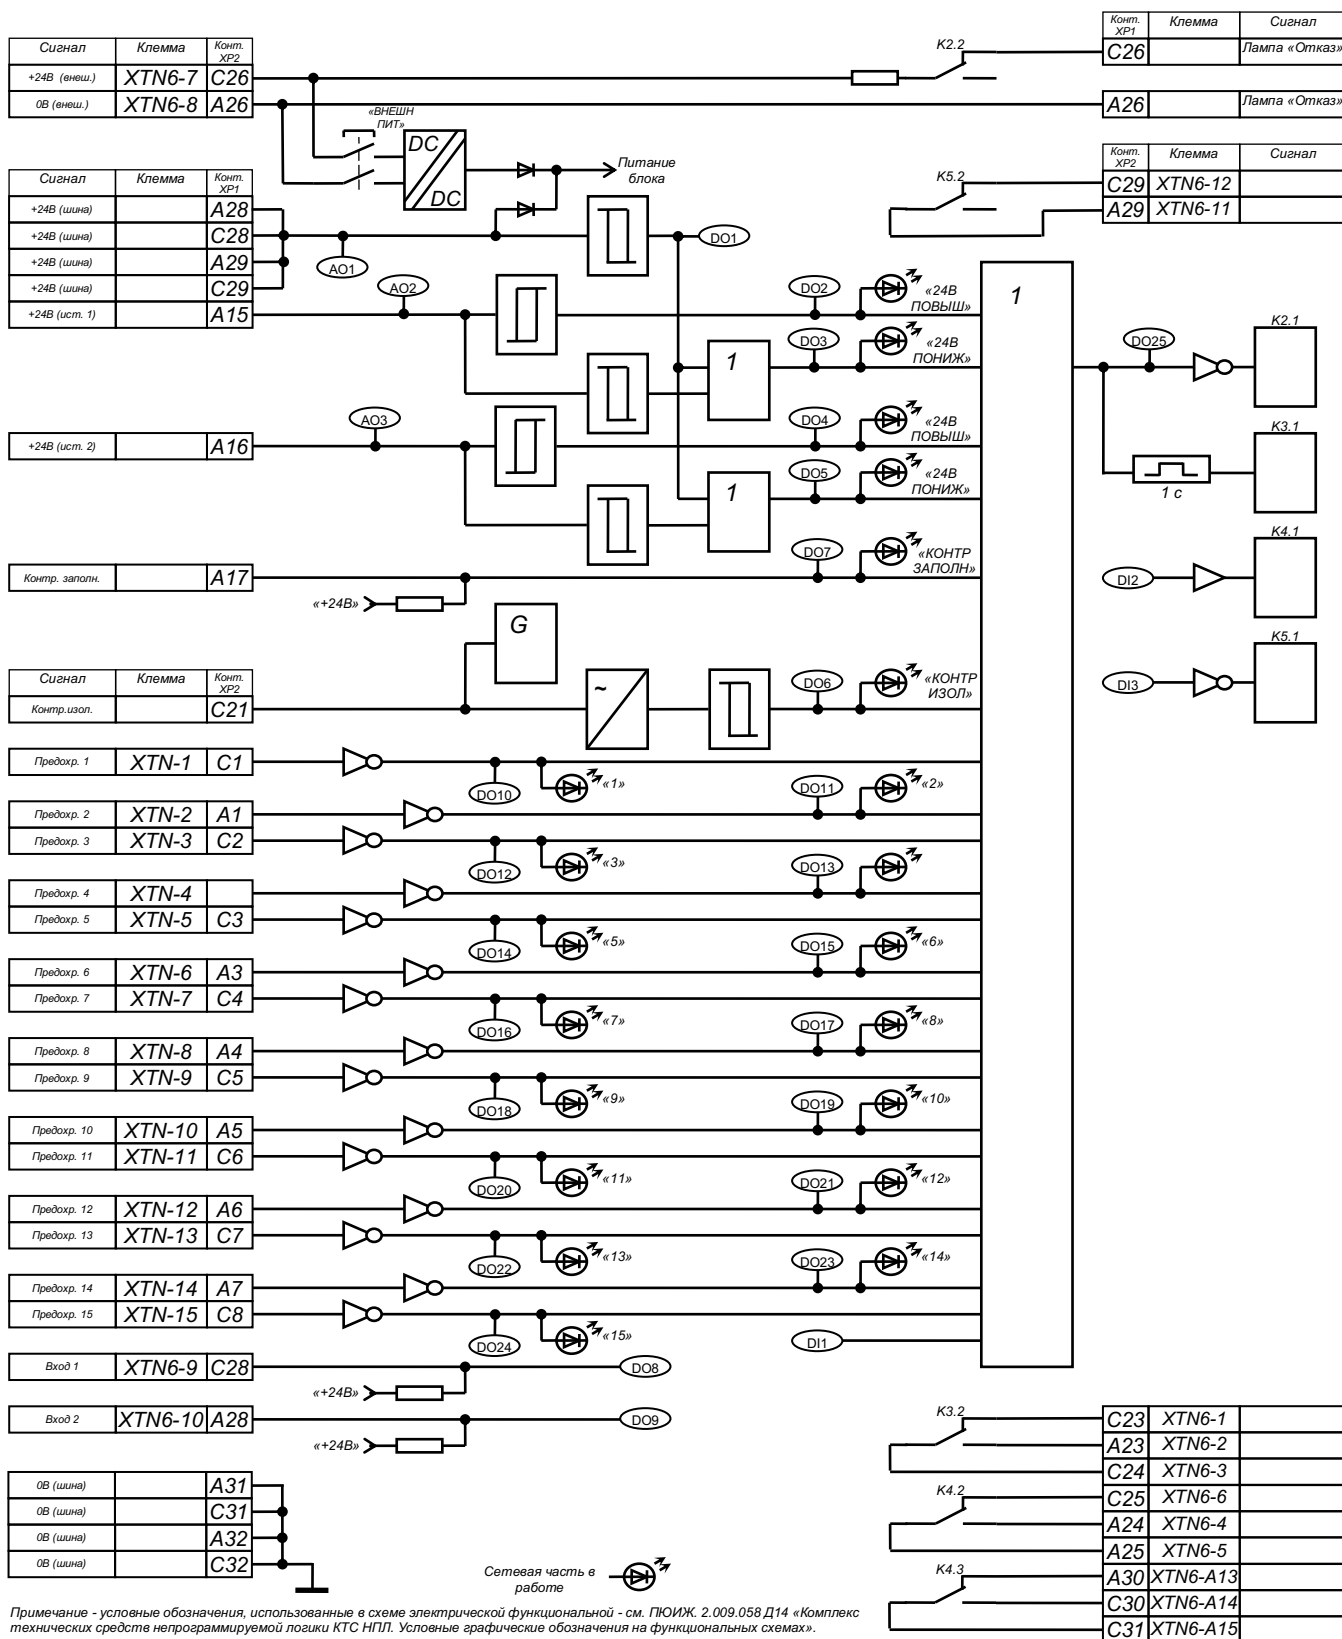 Сигнал Клемма Конт. ХР2
+24В (внеш.) XTN6-7 C26
0В (внеш.) XTN6-8 A26
K2.2
Конт. ХР1 Клемма Сигнал
C26 Лампа «Отказ»
A26 Лампа «Отказ»
«ВНЕШН ПИТ»
DC
DC
Питание блока
K5.2
Конт. ХР2 Клемма Сигнал
C29 XTN6-12
A29 XTN6-11
Сигнал Клемма Конт. ХР1
+24В (шина) A28
+24В (шина) C28
+24В (шина) A29
+24В (шина) C29
+24В (ист. 1) A15
AO1
DO1
AO2
DO2
«24В ПОВЫШ»
DO3
«24В ПОНИЖ»
1
1
DO25
K2.1
+24В (ист. 2) A16
AO3
DO4
«24В ПОВЫШ»
DO5
«24В ПОНИЖ»
1
K3.1
1 с
Контр. заполн. A17
«+24В»
DO7
«КОНТР ЗАПОЛН»
DI2
K4.1
G
Сигнал Клемма Конт. ХР2
Контр.изол. C21
~
DO6
«КОНТР ИЗОЛ»
DI3
K5.1
Предохр. 1 XTN-1 C1
DO10 «1»
DO11 «2»
Предохр. 2 XTN-2 A1
Предохр. 3 XTN-3 C2
DO12 «3»
DO13
Предохр. 4 XTN-4
Предохр. 5 XTN-5 C3
DO14 «5»
DO15 «6»
Предохр. 6 XTN-6 A3
Предохр. 7 XTN-7 C4
DO16 «7»
DO17 «8»
Предохр. 8 XTN-8 A4
Предохр. 9 XTN-9 C5
DO18 «9»
DO19 «10»
Предохр. 10 XTN-10 A5
Предохр. 11 XTN-11 C6
DO20 «11»
DO21 «12»
Предохр. 12 XTN-12 A6
Предохр. 13 XTN-13 C7
DO22 «13»
DO23 «14»
Предохр. 14 XTN-14 A7
Предохр. 15 XTN-15 C8
DO24 «15»
DI1
Вход 1 XTN6-9 C28
«+24В»
DO8
Вход 2 XTN6-10 A28
«+24В»
DO9
0В (шина) A31
0В (шина) C31
0В (шина) A32
0В (шина) C32
K3.2
C23 XTN6-1
A23 XTN6-2
C24 XTN6-3
K4.2
C25 XTN6-6
A24 XTN6-4
A25 XTN6-5
K4.3
A30 XTN6-A13
C30 XTN6-A14
C31 XTN6-A15
Сетевая часть в работе
Примечание - условные обозначения, использованные в схеме электрической функциональной - см. ПЮИЖ. 2.009.058 Д14 «Комплекс
технических средств непрограммируемой логики КТС НПЛ. Условные графические обозначения на функциональных схемах».